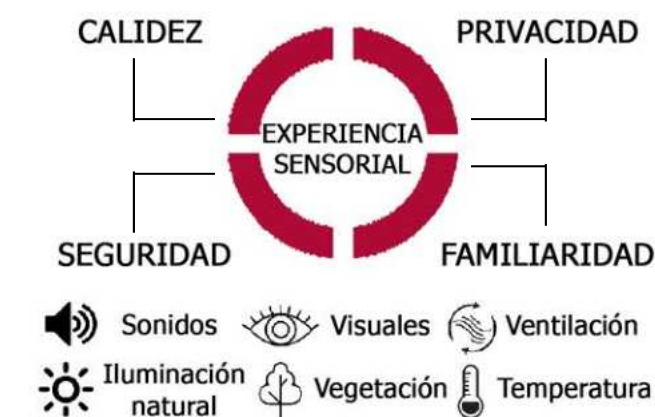 CALIDEZ
PRIVACIDAD
EXPERIENCIA
SENSORIAL
SEGURIDAD
FAMILIARIDAD
Sonidos
Visuales
Ventilación
Iluminación
natural
Vegetación
Temperatura